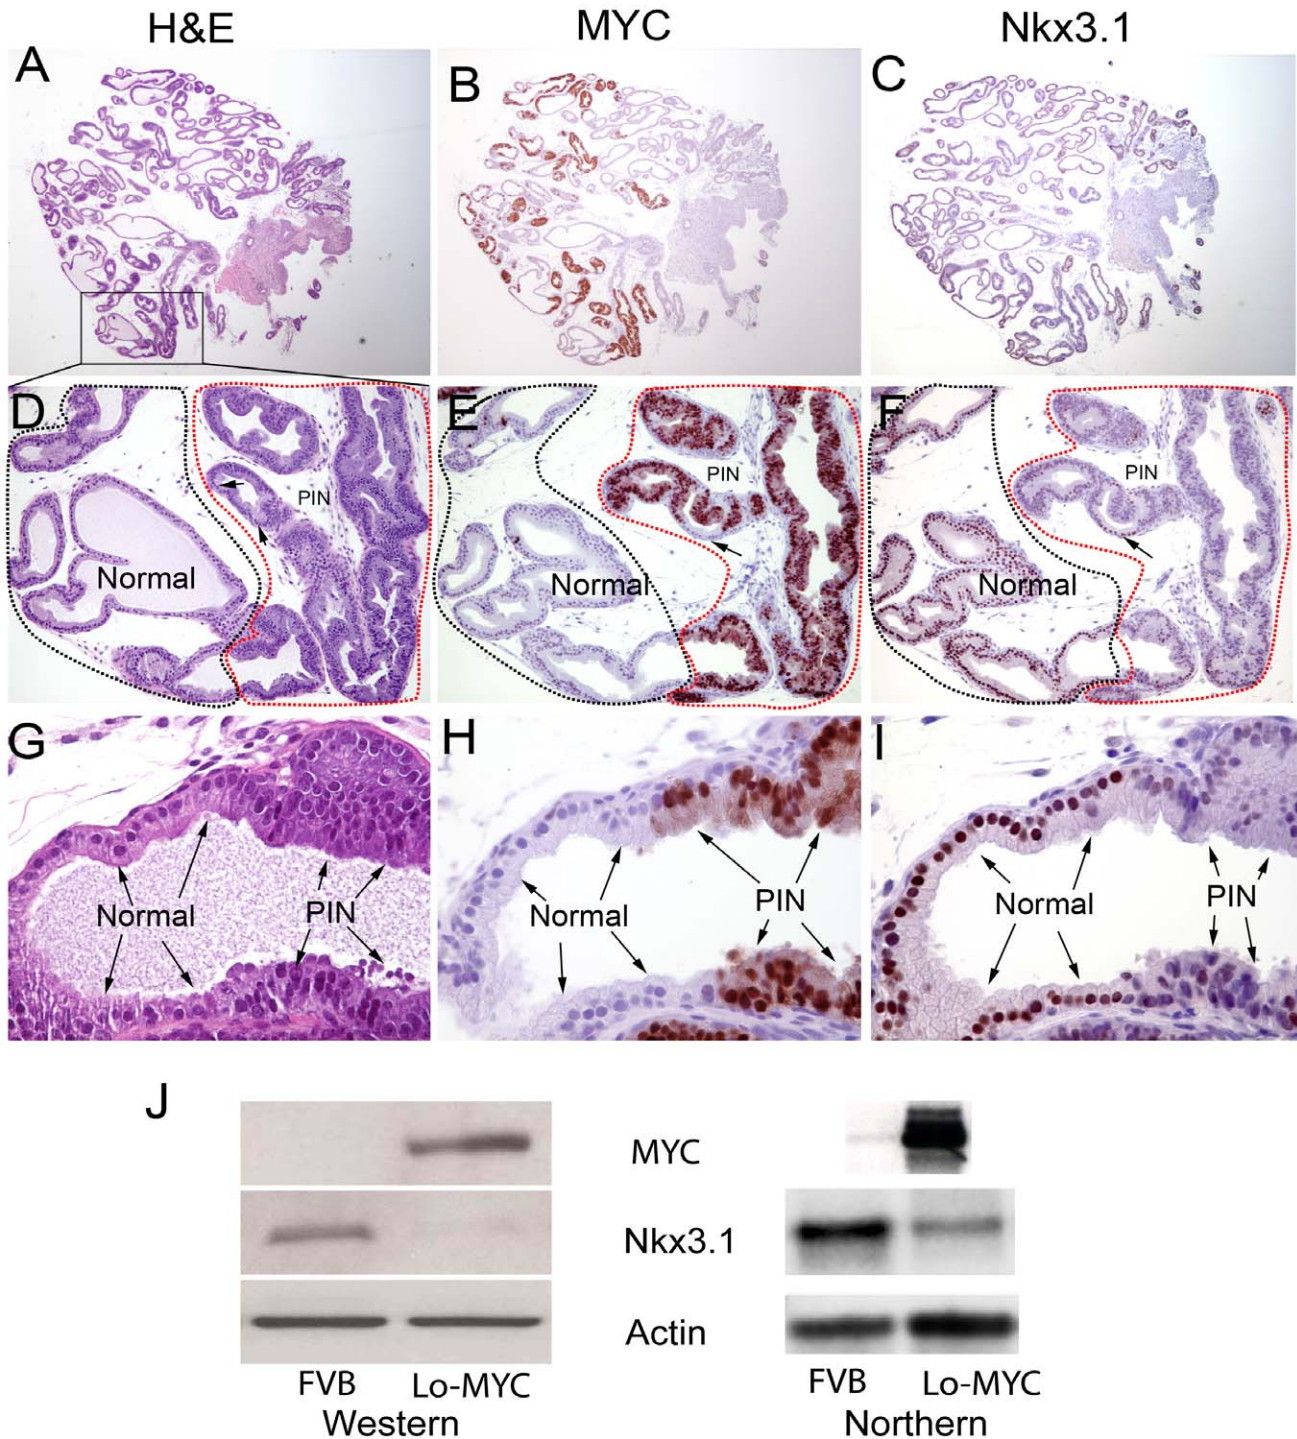 H&E MYC Nkx3.1
A B C
D E F
PIN PIN PIN
Normal Normal Normal
G H I
Normal PIN Normal PIN Normal PIN
J
MYC
Nkx3.1
Actin
FVB Lo-MYC FVB Lo-MYC
Western Northern